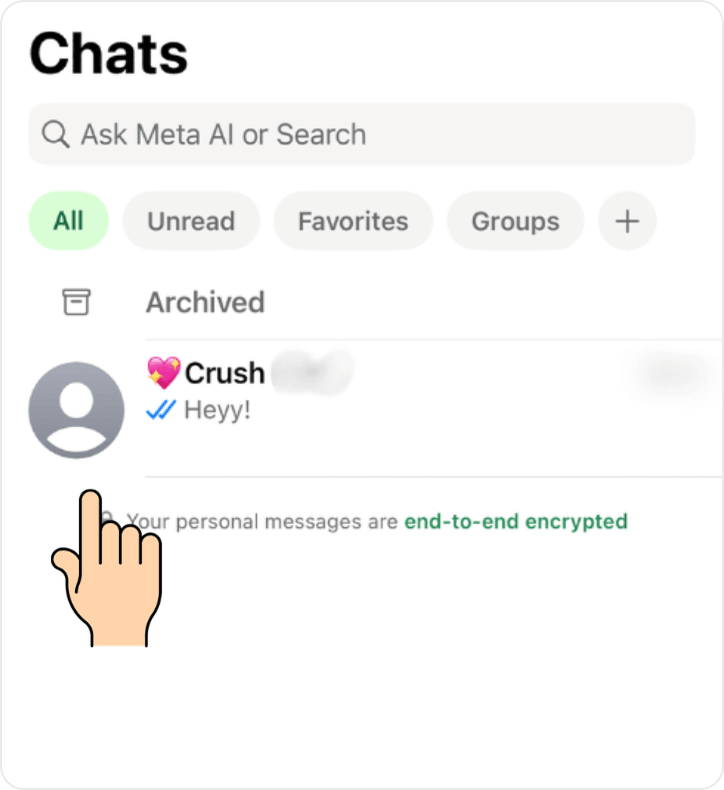 Chats
Ask Meta AI or Search
All Unread Favorites Groups +
Archived
💖Crush
Heyy!
Your personal messages are end-to-end encrypted